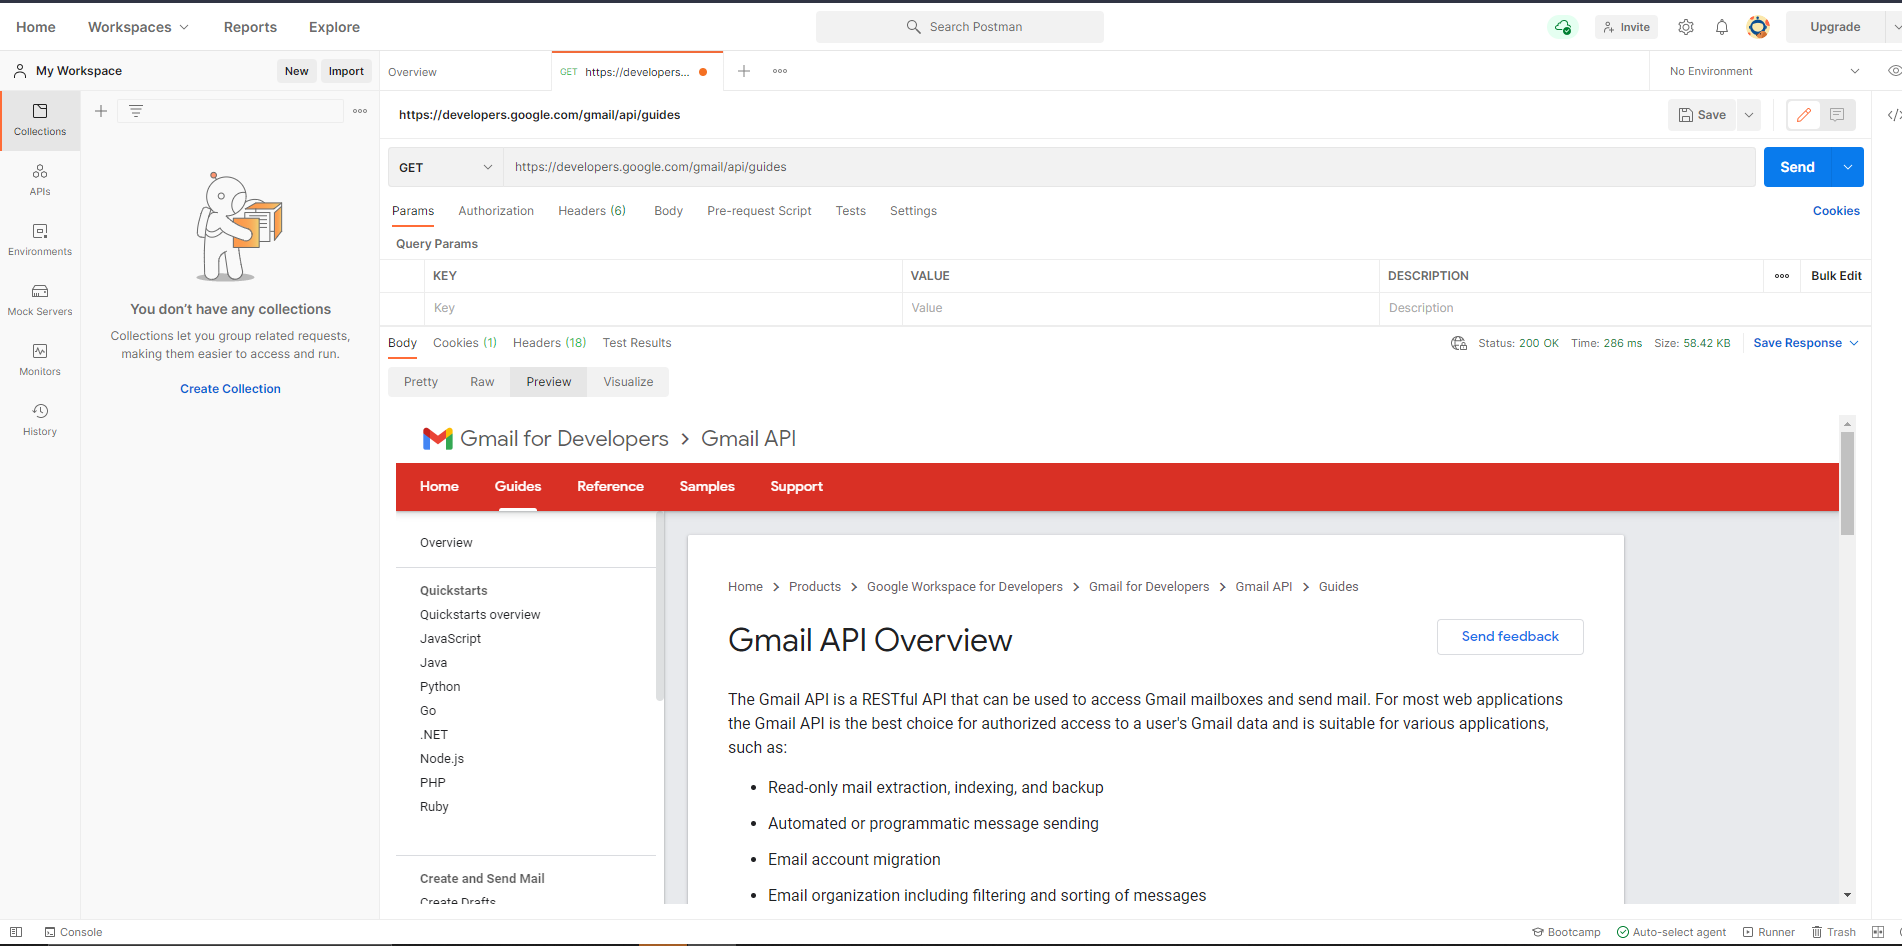 Home Workspaces Reports Explore Search Postman Invite Upgrade
My Workspace New Import Overview GET https://developers... No Environment
Collections
APIs
Environments
Mock Servers
Monitors
History
You don't have any collections
Collections let you group related requests,
making them easier to access and run.
Create Collection
https://developers.google.com/gmail/api/guides Save
GET https://developers.google.com/gmail/api/guides Send
Params Authorization Headers (6) Body Pre-request Script Tests Settings Cookies
Query Params
KEY VALUE DESCRIPTION Bulk Edit
Key Value Description
Body Cookies (1) Headers (18) Test Results Status: 200 OK Time: 286 ms Size: 58.42 KB Save Response
Pretty Raw Preview Visualize
Gmail for Developers > Gmail API
Home Guides Reference Samples Support
Overview
Quickstarts
Quickstarts overview
JavaScript
Java
Python
Go
.NET
Node.js
PHP
Ruby
Create and Send Mail
Create Drafts
Home > Products > Google Workspace for Developers > Gmail for Developers > Gmail API > Guides
Gmail API Overview
Send feedback
The Gmail API is a RESTful API that can be used to access Gmail mailboxes and send mail. For most web applications
the Gmail API is the best choice for authorized access to a user's Gmail data and is suitable for various applications,
such as:
• Read-only mail extraction, indexing, and backup
• Automated or programmatic message sending
• Email account migration
• Email organization including filtering and sorting of messages
Console Bootcamp Auto-select agent Runner Trash